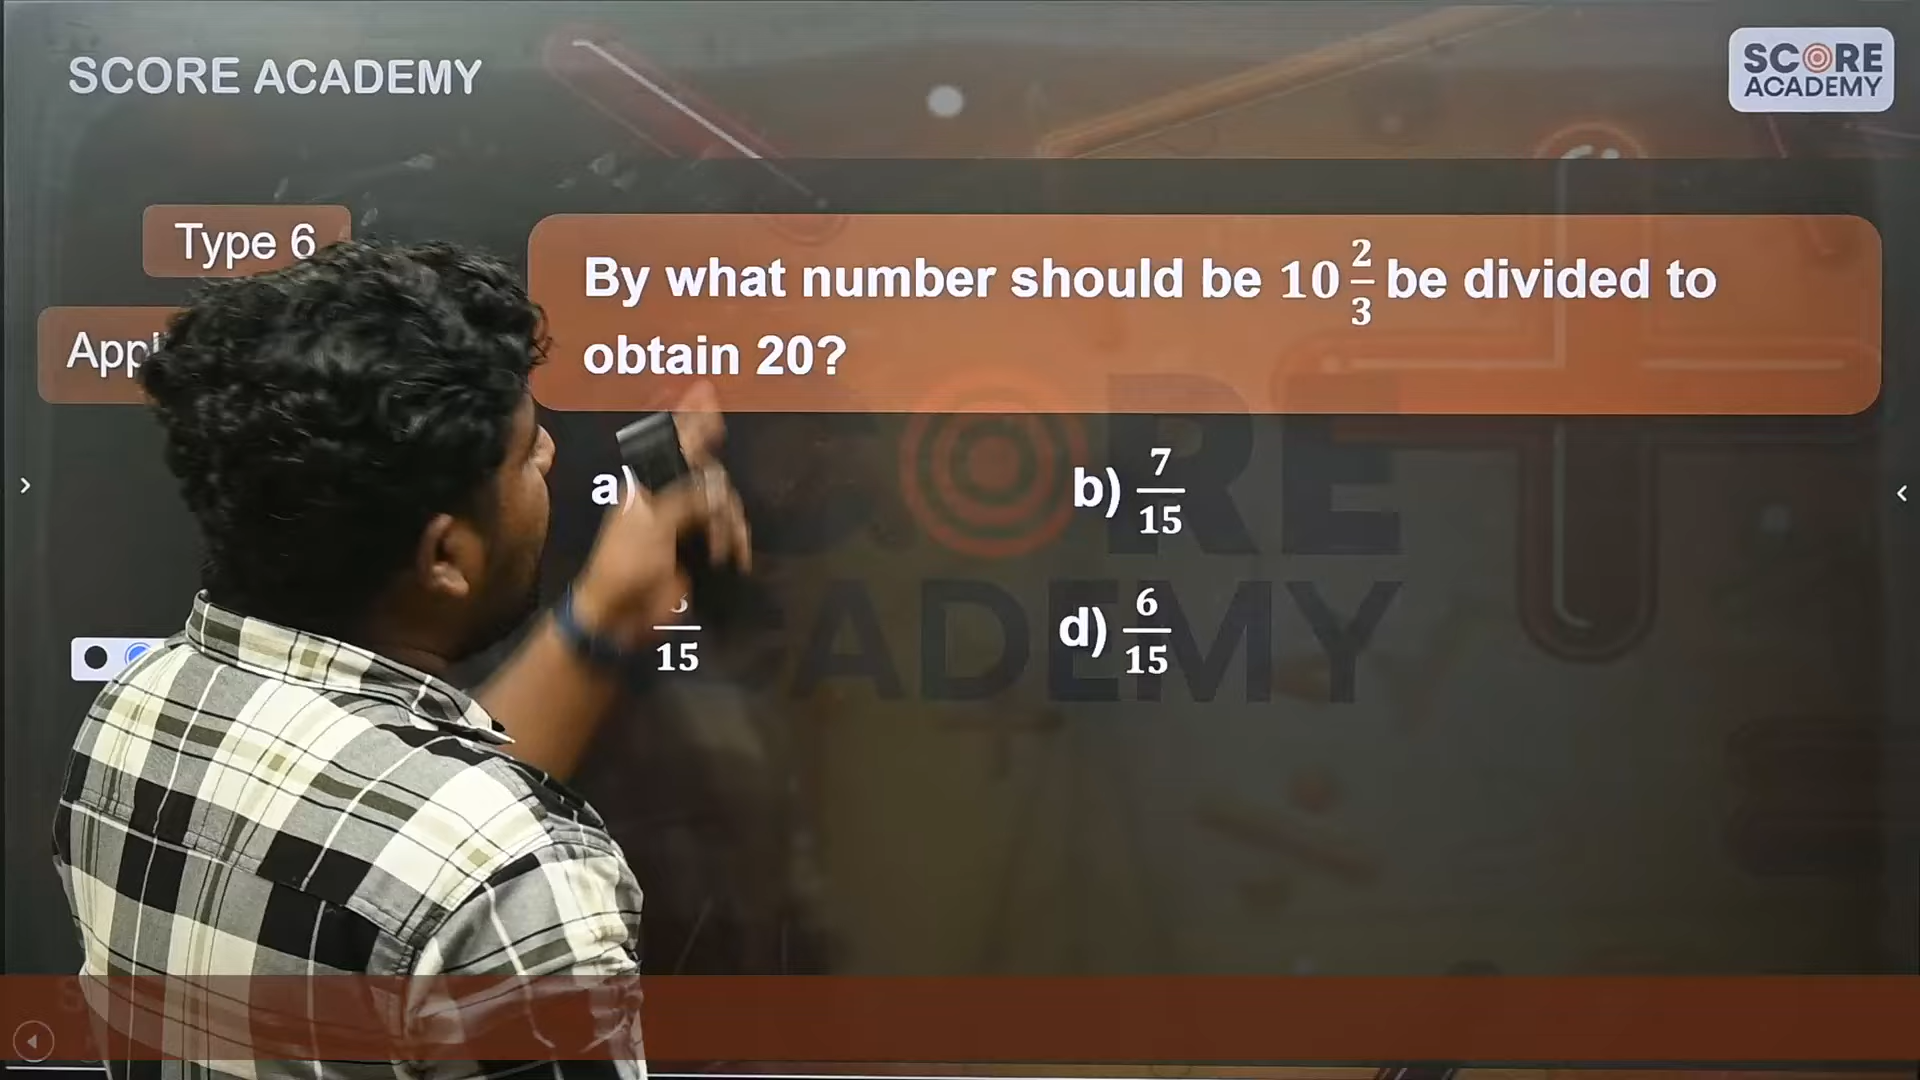 SCORE ACADEMY
SCORE
ACADEMY
Type 6
By what number should be 10 2/3 be divided to
obtain 20?
a)
b) 7/15
15
d) 6/15